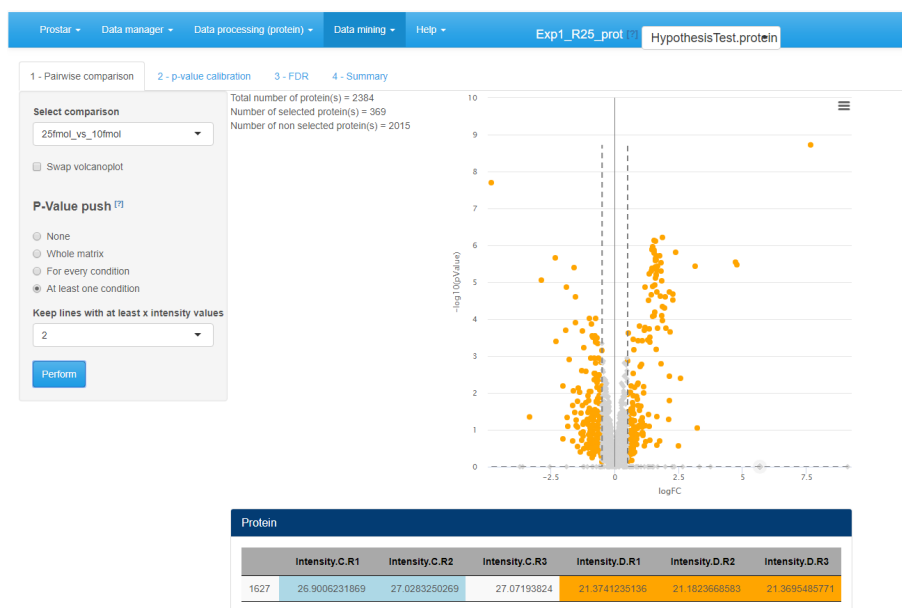 Prostar Data manager Data processing (protein) Data mining Help Exp1_R25_prot [?] HypothesisTest.protein
1 - Pairwise comparison 2 - p-value calibration 3 - FDR 4 - Summary
Select comparison
25fmol_vs_10fmol
Swap volcanoplot
P-Value push [?]
None
Whole matrix
For every condition
At least one condition
Keep lines with at least x intensity values
2
Perform
Total number of protein(s) = 2384
Number of selected protein(s) = 369
Number of non selected protein(s) = 2015
10
9
8
7
6
5
4
3
2
1
0
-log10(pValue)
-2.5 0 2.5 5 7.5
logFC
Protein
Intensity.C.R1 Intensity.C.R2 Intensity.C.R3 Intensity.D.R1 Intensity.D.R2 Intensity.D.R3
1627 26.9006231869 27.0283250269 27.07193824 21.3741235136 21.1823668583 21.3695485771